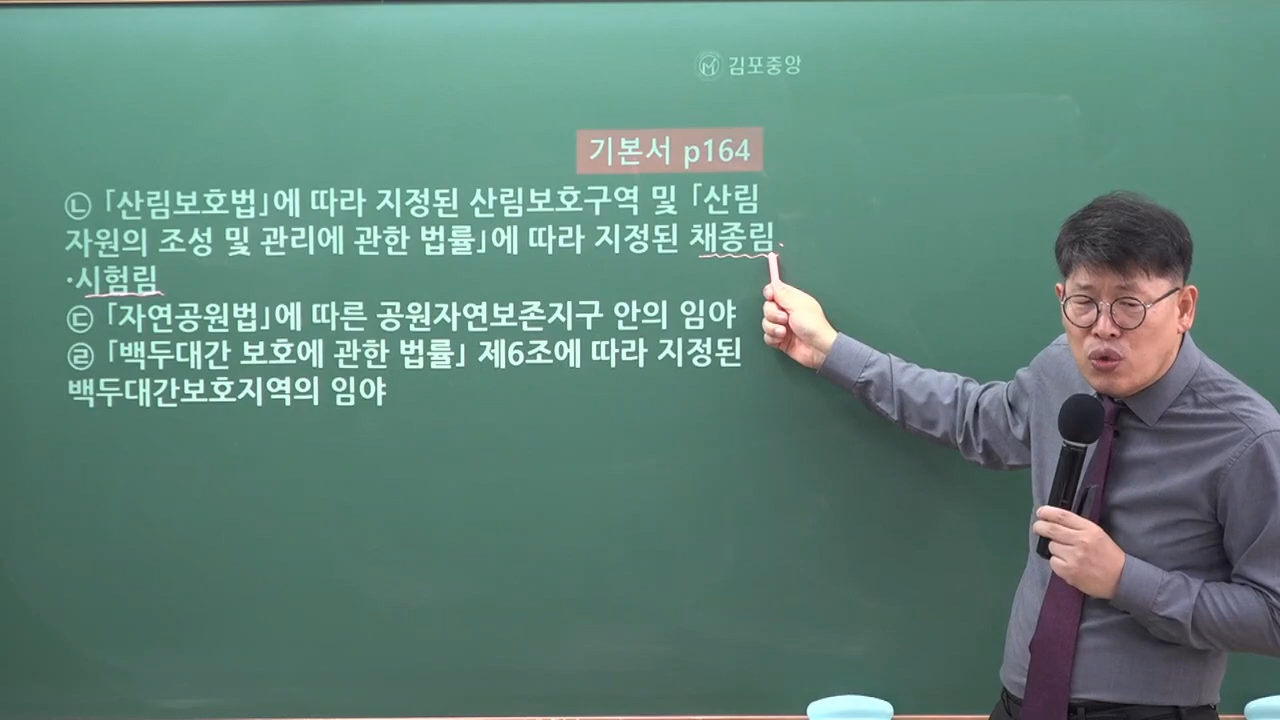 김포중앙
기본서 p164
㉡ ｢산림보호법｣에 따라 지정된 산림보호구역 및 ｢산림
자원의 조성 및 관리에 관한 법률｣에 따라 지정된 채종림
·시험림
㉢ ｢자연공원법｣에 따른 공원자연보존지구 안의 임야
㉣ ｢백두대간 보호에 관한 법률｣ 제6조에 따라 지정된
백두대간보호지역의 임야